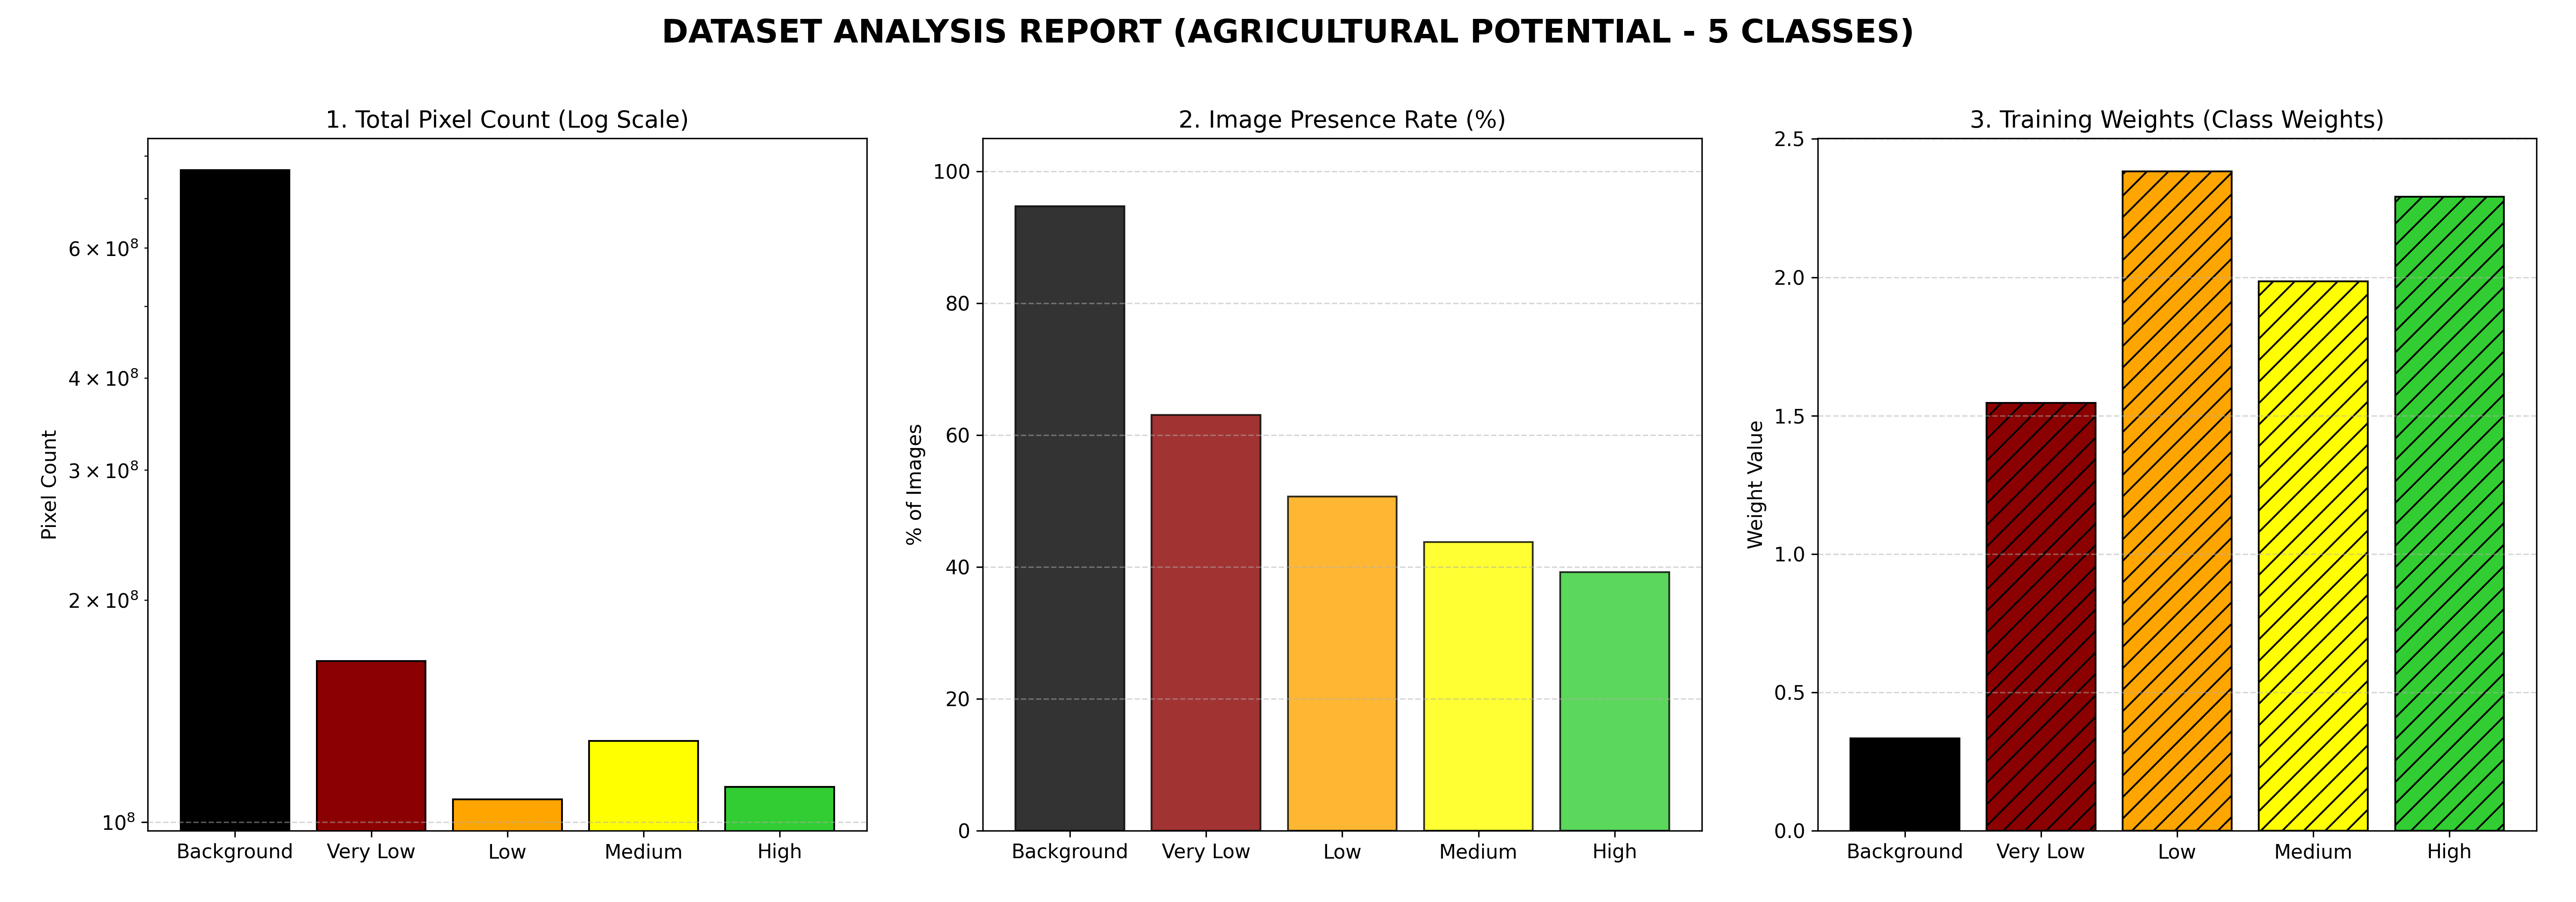 DATASET ANALYSIS REPORT (AGRICULTURAL POTENTIAL - 5 CLASSES)
1. Total Pixel Count (Log Scale)
Pixel Count
6 × 10⁸
4 × 10⁸
3 × 10⁸
2 × 10⁸
10⁸
Background Very Low Low Medium High
2. Image Presence Rate (%)
% of Images
100
80
60
40
20
0
Background Very Low Low Medium High
3. Training Weights (Class Weights)
Weight Value
2.5
2.0
1.5
1.0
0.5
0.0
Background Very Low Low Medium High